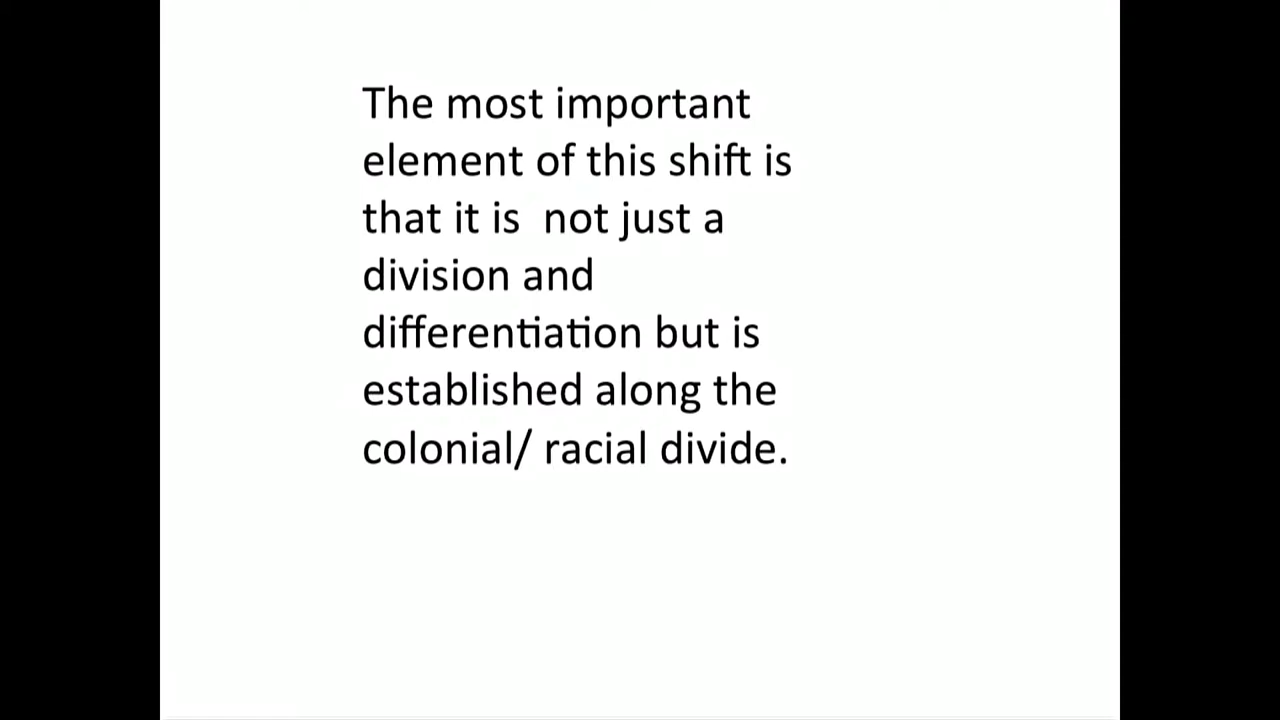 The most important
element of this shift is
that it is  not just a
division and
differentiation but is
established along the
colonial/ racial divide.